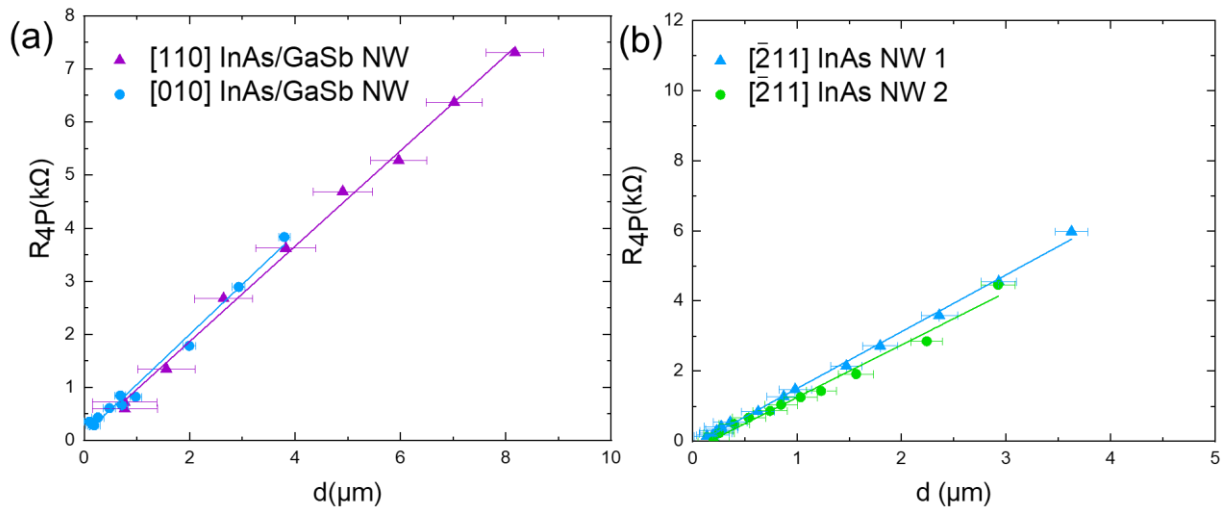 (a)
[110] InAs/GaSb NW
[010] InAs/GaSb NW
R4P(kΩ)
8
7
6
5
4
3
2
1
0
0 2 4 6 8 10
d(μm)
(b)
[2̄11] InAs NW 1
[2̄11] InAs NW 2
R4P(kΩ)
12
10
8
6
4
2
0
0 1 2 3 4 5
d (μm)